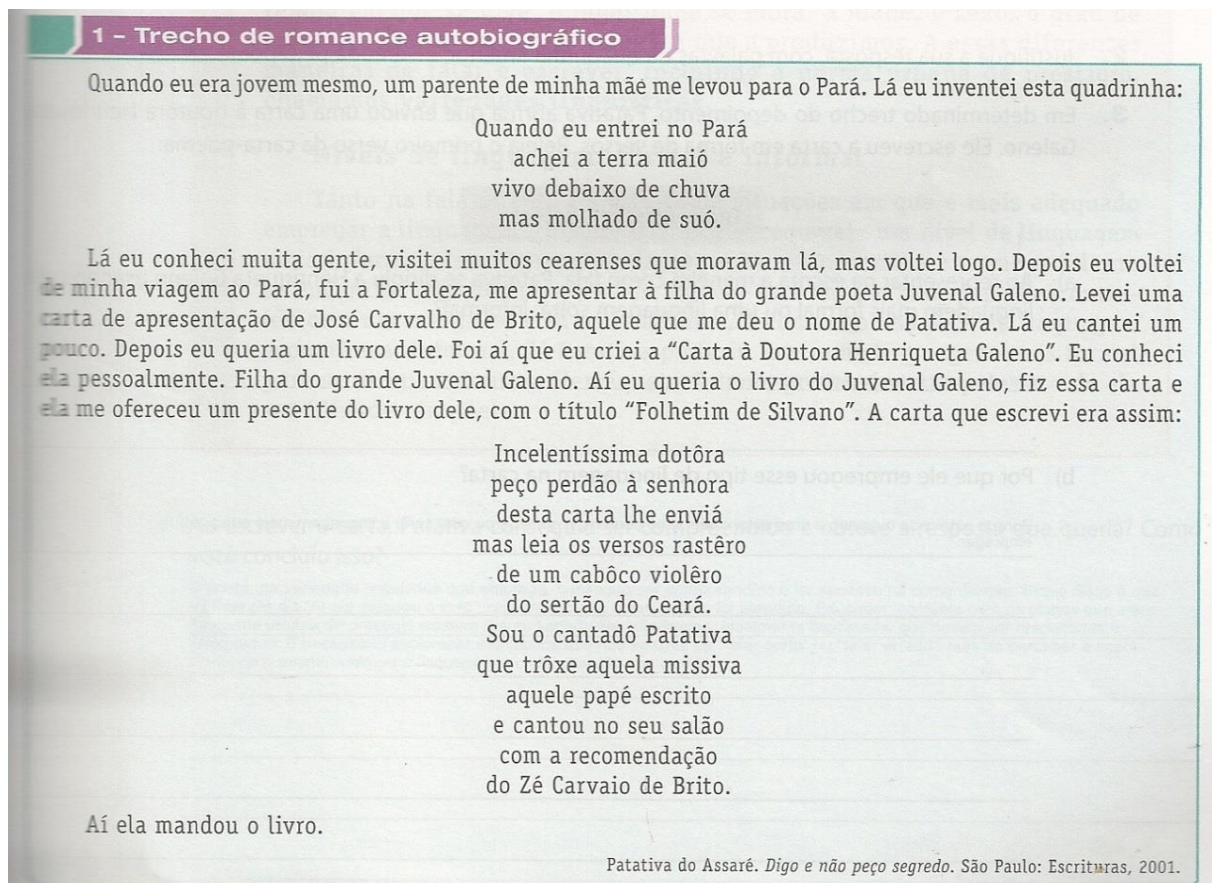 1 – Trecho de romance autobiográfico
Quando eu era jovem mesmo, um parente de minha mãe me levou para o Pará. Lá eu inventei esta quadrinha:
Quando eu entrei no Pará
achei a terra maió
vivo debaixo de chuva
mas molhado de suó.
Lá eu conheci muita gente, visitei muitos cearenses que moravam lá, mas voltei logo. Depois eu voltei
de minha viagem ao Pará, fui a Fortaleza, me apresentar à filha do grande poeta Juvenal Galeno. Levei uma
carta de apresentação de José Carvalho de Brito, aquele que me deu o nome de Patativa. Lá eu cantei um
pouco. Depois eu queria um livro dele. Foi aí que eu criei a “Carta à Doutora Henriqueta Galeno”. Eu conheci
ela pessoalmente. Filha do grande Juvenal Galeno. Aí eu queria o livro do Juvenal Galeno, fiz essa carta e
ela me ofereceu um presente do livro dele, com o título “Folhetim de Silvano”. A carta que escrevi era assim:
Incelentíssima dotôra
peço perdão à senhora
desta carta lhe enviá
mas leia os versos rastêro
de um cabôco violêro
do sertão do Ceará.
Sou o cantadô Patativa
que trôxe aquela missiva
aquele papé escrito
e cantou no seu salão
com a recomendação
do Zé Carvaio de Brito.
Aí ela mandou o livro.
Patativa do Assaré. Digo e não peço segredo. São Paulo: Escrituras, 2001.